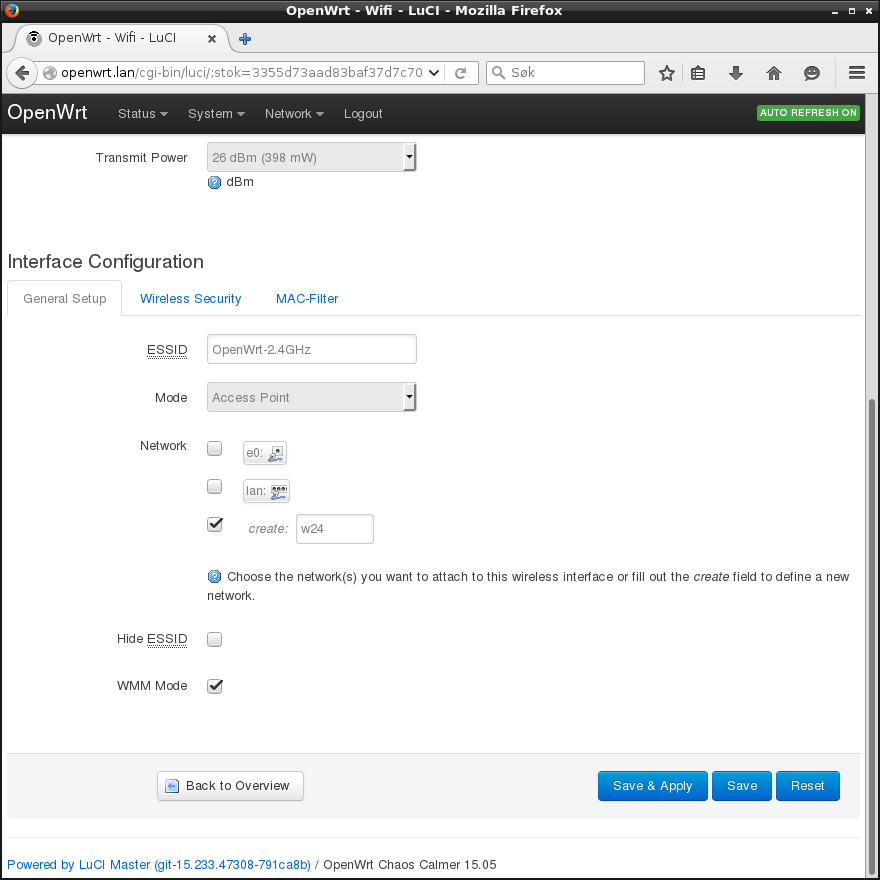 OpenWrt - Wifi - LuCI - Mozilla Firefox
OpenWrt - Wifi - LuCI
openwrt.lan/cgi-bin/luci/;stok=3355d73aad83baf37d7c70
Søk
OpenWrt Status System Network Logout AUTO REFRESH ON
Transmit Power 26 dBm (398 mW)
dBm
Interface Configuration
General Setup Wireless Security MAC-Filter
ESSID OpenWrt-2.4GHz
Mode Access Point
Network e0:
lan:
create: w24
Choose the network(s) you want to attach to this wireless interface or fill out the create field to define a new
network.
Hide ESSID
WMM Mode
Back to Overview Save & Apply Save Reset
Powered by LuCI Master (git-15.233.47308-791ca8b) / OpenWrt Chaos Calmer 15.05